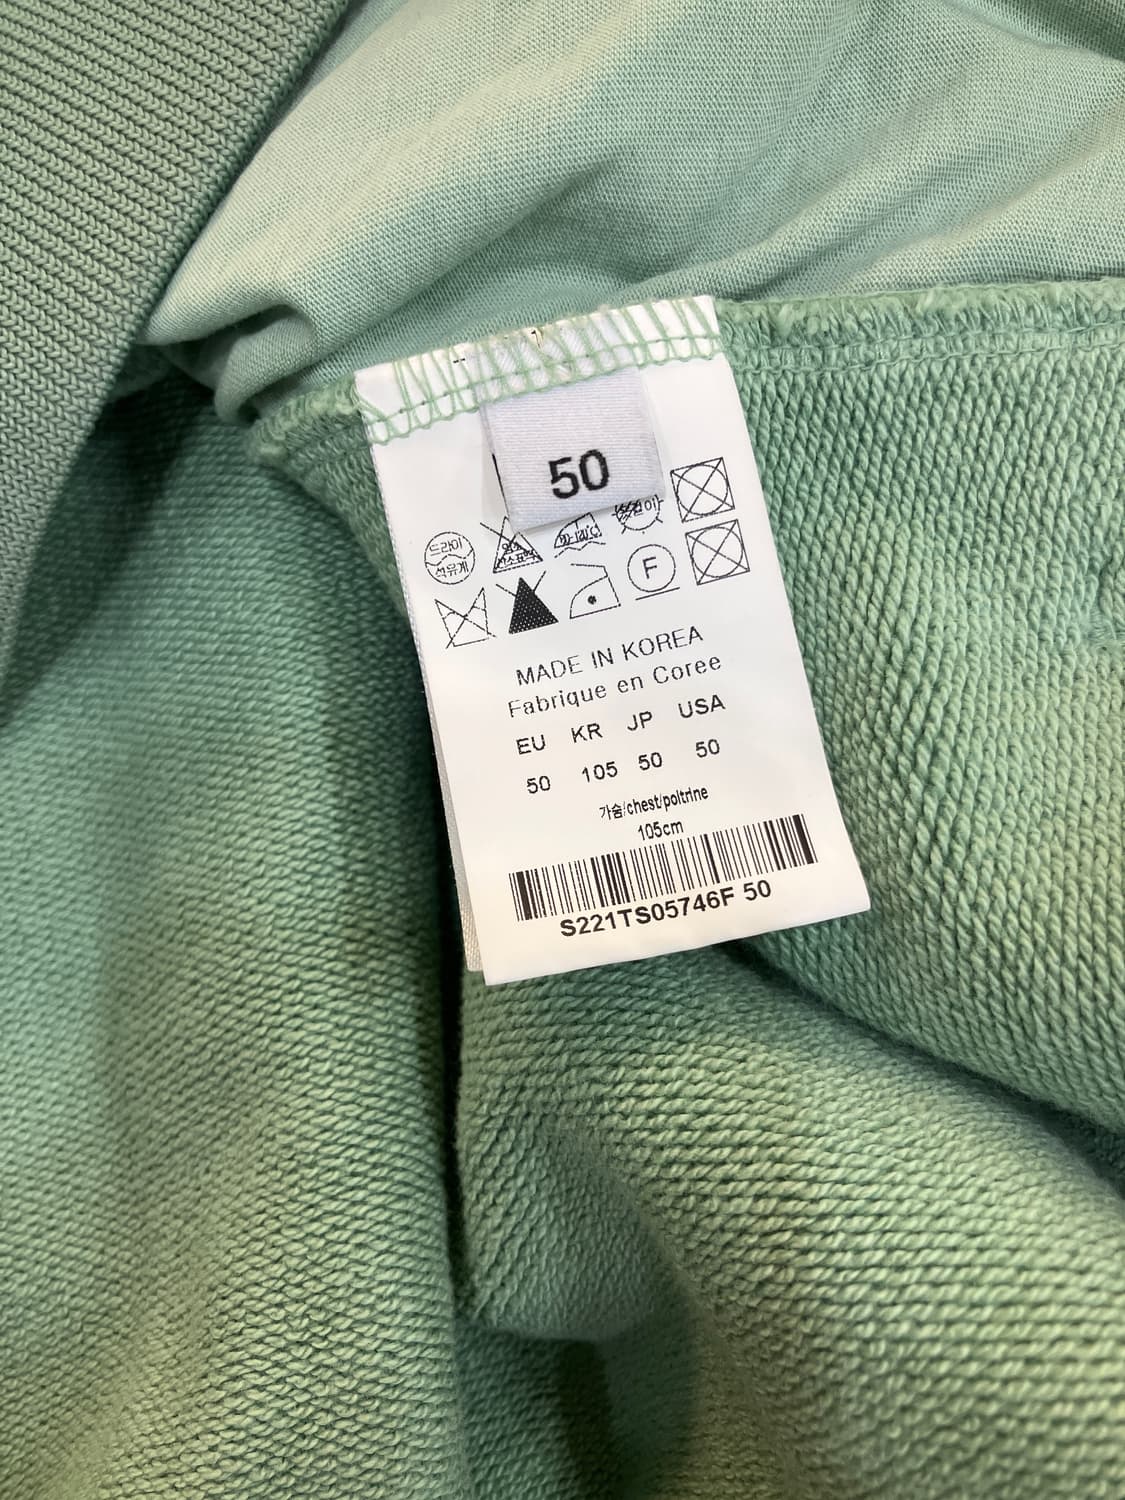 50
드라이
석유계
F
MADE IN KOREA
Fabrique en Coree
EU KR JP USA
50 105 50 50
가슴/chest/poitrine
105cm
S221TS05746F 50